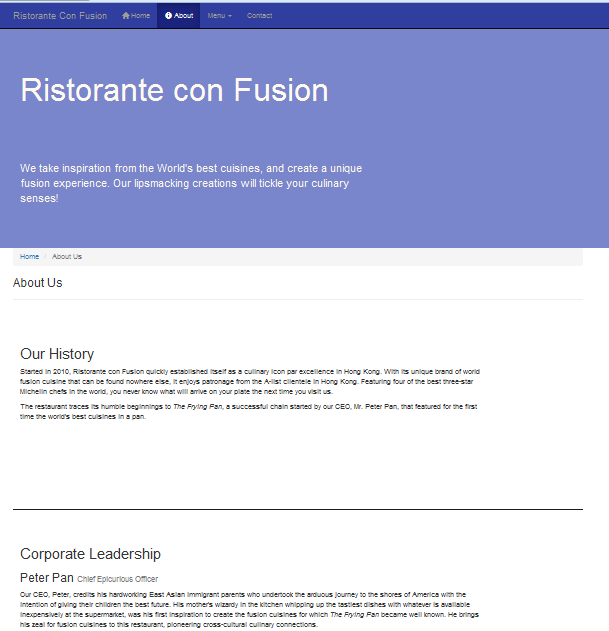 Ristorante Con Fusion Home About Menu Contact
Ristorante con Fusion
We take inspiration from the World's best cuisines, and create a unique
fusion experience. Our lipsmacking creations will tickle your culinary
senses!
Home / About Us
About Us
Our History
Started in 2010, Ristorante con Fusion quickly established itself as a culinary icon par excellence in Hong Kong. With its unique brand of world
fusion cuisine that can be found nowhere else, it enjoys patronage from the A-list clientele in Hong Kong. Featuring four of the best three-star
Michelin chefs in the world, you never know what will arrive on your plate the next time you visit us.
The restaurant traces its humble beginnings to The Frying Pan, a successful chain started by our CEO, Mr. Peter Pan, that featured for the first
time the world's best cuisines in a pan.
Corporate Leadership
Peter Pan Chief Epicurious Officer
Our CEO, Peter, credits his hardworking East Asian immigrant parents who undertook the arduous journey to the shores of America with the
intention of giving their children the best future. His mother's wizardy in the kitchen whipping up the tastiest dishes with whatever is available
inexpensively at the supermarket, was his first inspiration to create the fusion cuisines for which The Frying Pan became well known. He brings
his zeal for fusion cuisines to this restaurant, pioneering cross-cultural culinary connections.